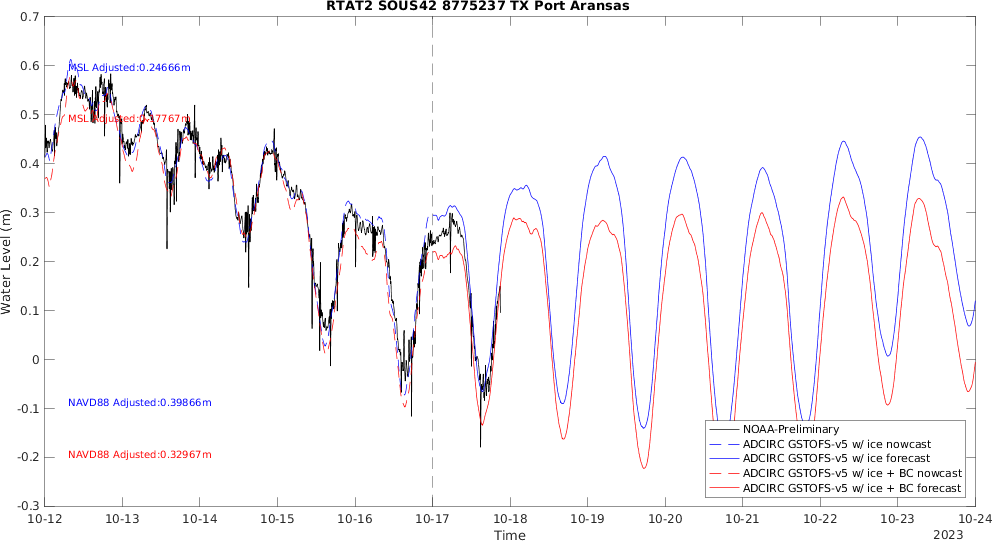 RTAT2 SOUS42 8775237 TX Port Aransas
0.7
0.6
0.5
0.4
0.3
0.2
0.1
0
-0.1
-0.2
-0.3
Water Level (m)
MSL Adjusted:0.24666m
MSL Adjusted:0.17767m
NAVD88 Adjusted:0.39866m
NAVD88 Adjusted:0.32967m
NOAA-Preliminary
ADCIRC GSTOFS-v5 w/ ice nowcast
ADCIRC GSTOFS-v5 w/ ice forecast
ADCIRC GSTOFS-v5 w/ ice + BC nowcast
ADCIRC GSTOFS-v5 w/ ice + BC forecast
10-12 10-13 10-14 10-15 10-16 10-17 10-18 10-19 10-20 10-21 10-22 10-23 10-24
Time
2023